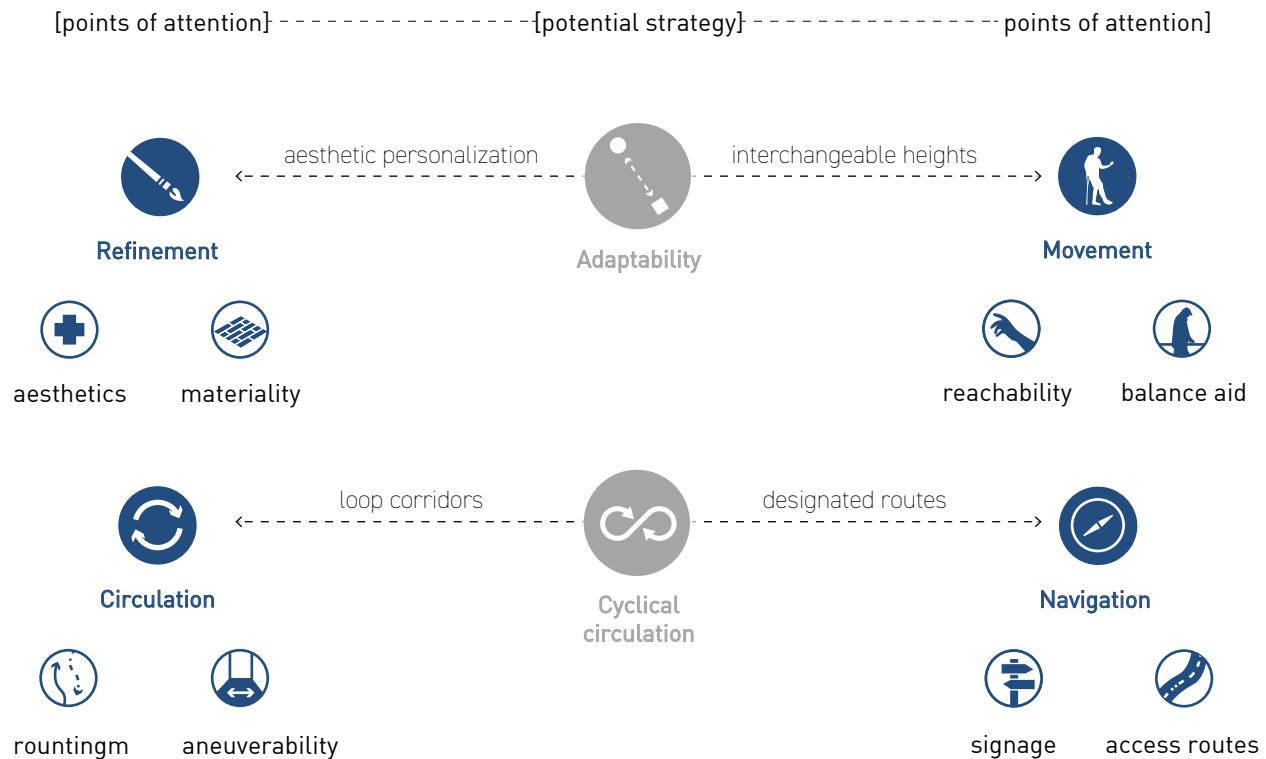 [points of attention] [potential strategy] points of attention]
aesthetic personalization interchangeable heights
Refinement Adaptability Movement
aesthetics materiality reachability balance aid
loop corridors designated routes
Circulation Cyclical Navigation
circulation
rountingm aneuverability signage access routes